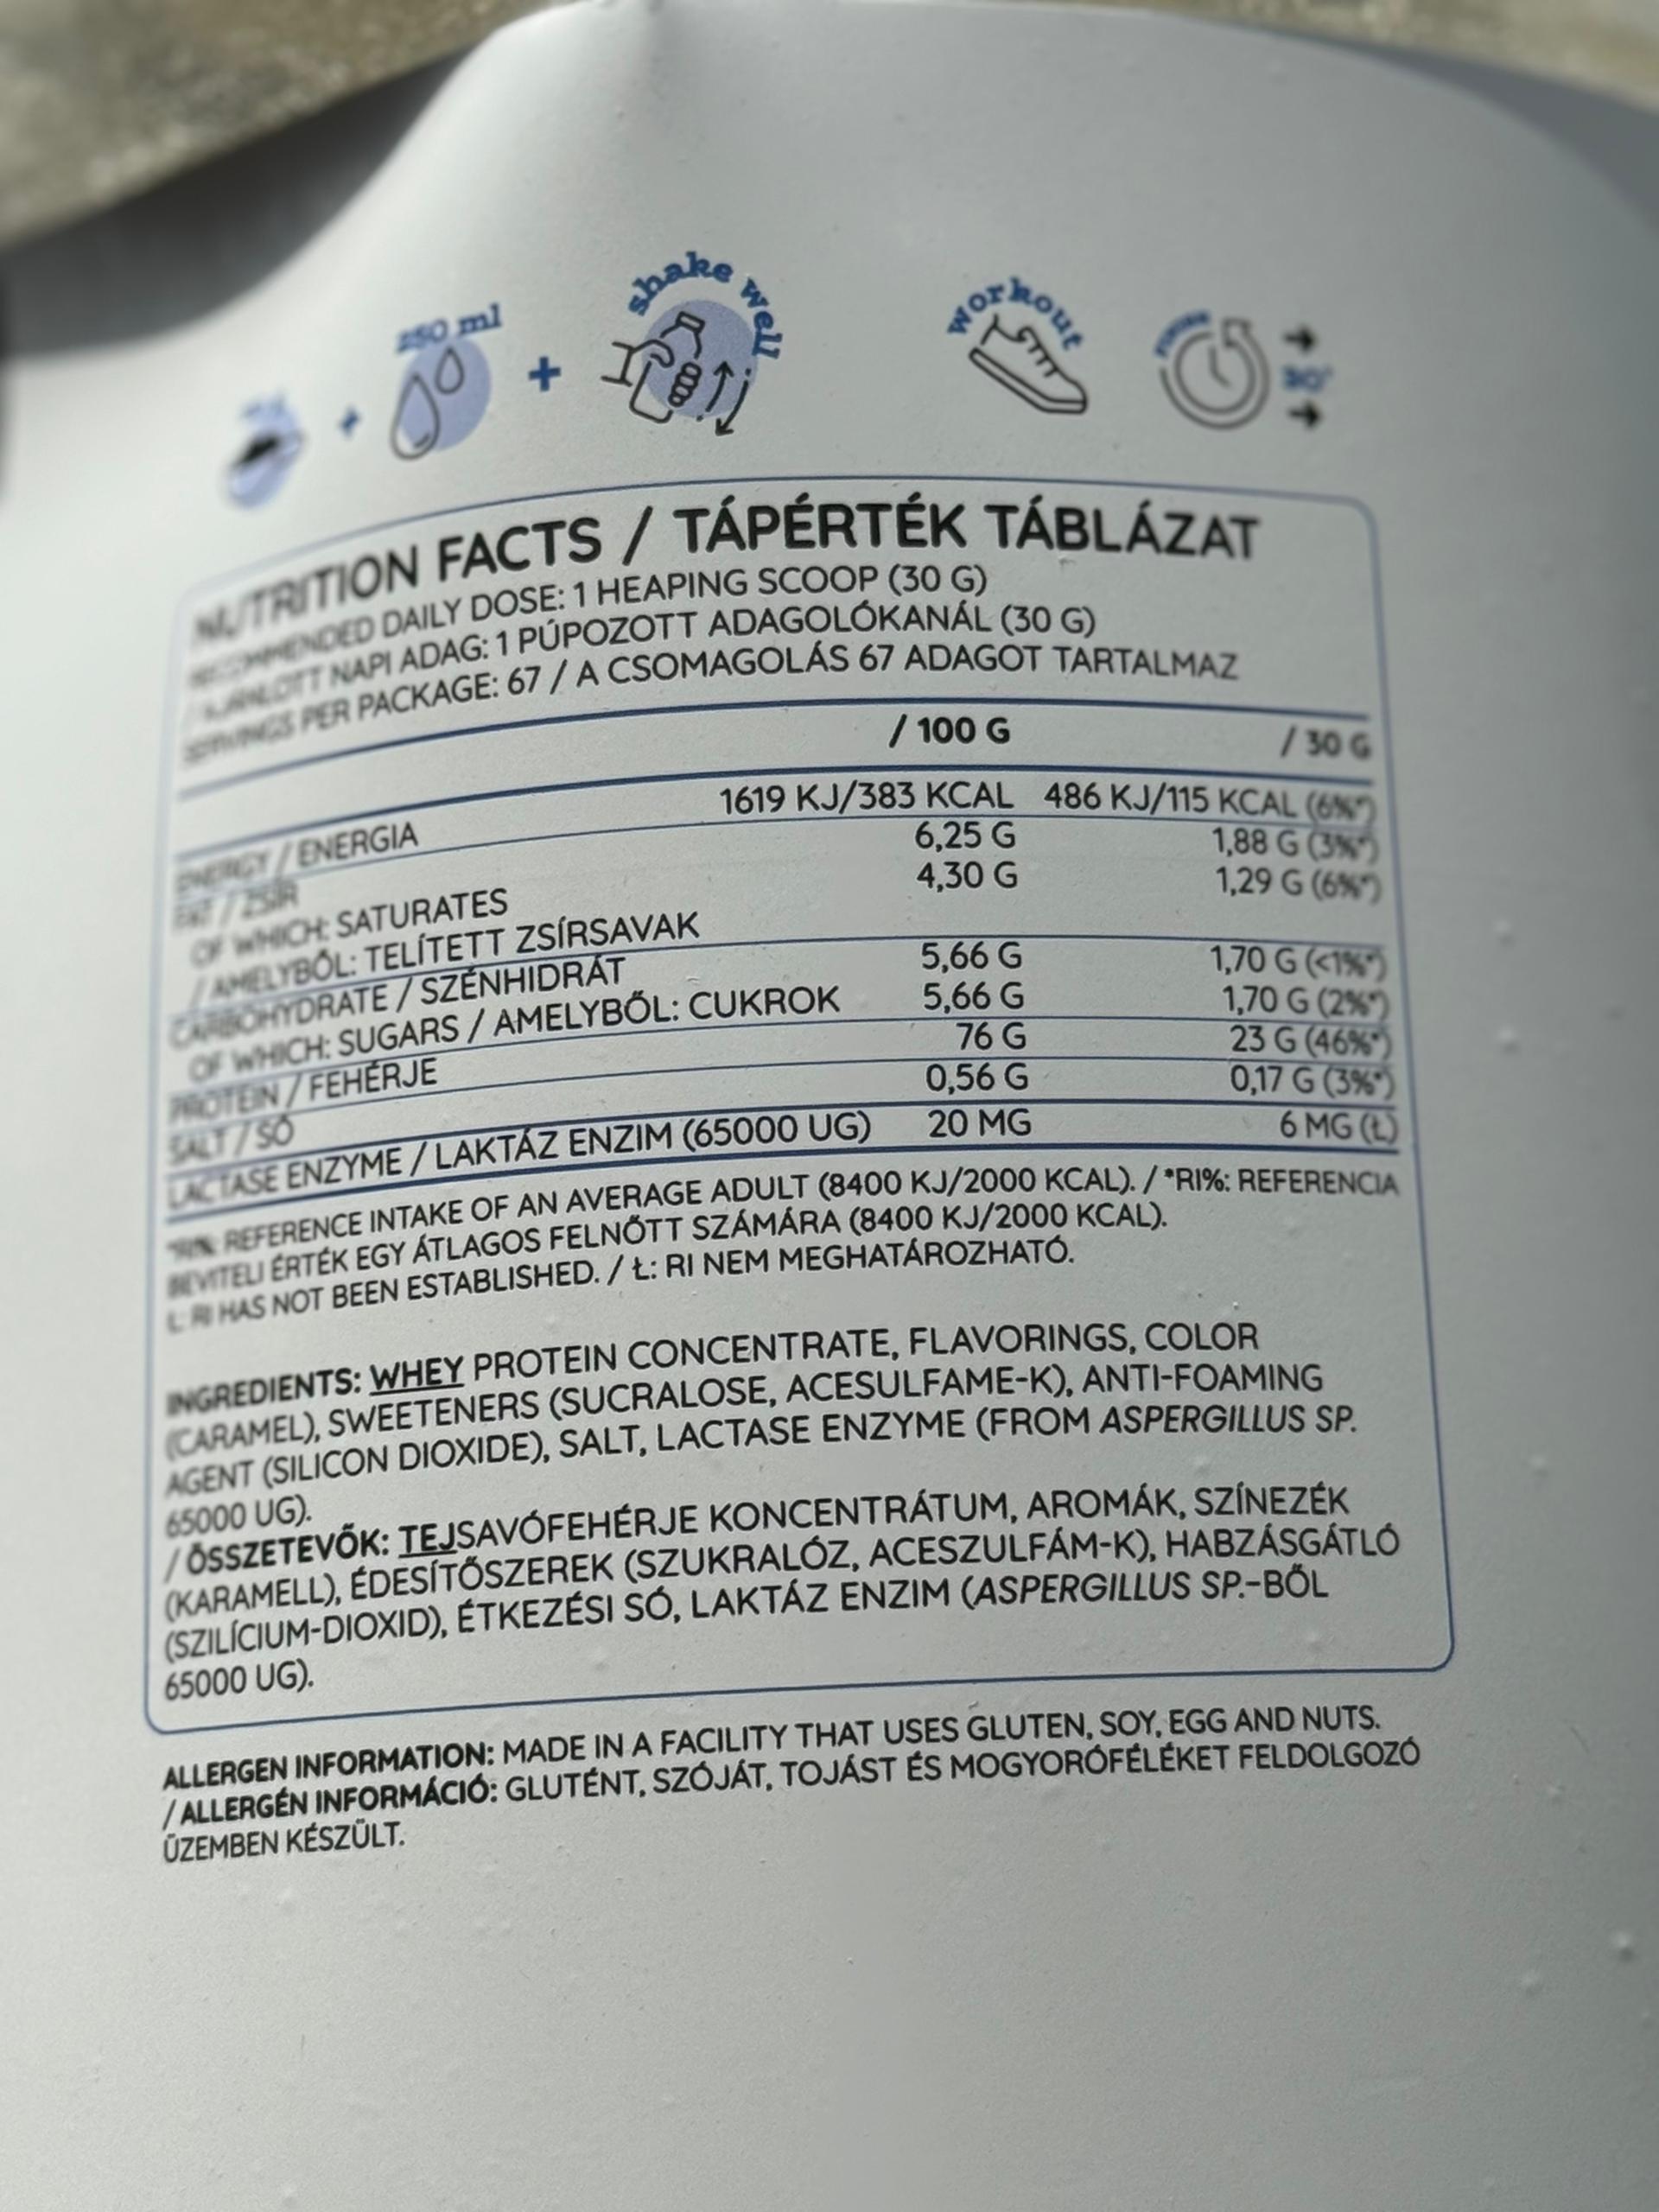 250 ml
+ + shake well
workout
30'
NUTRITION FACTS / TÁPÉRTÉK TÁBLÁZAT
RECOMMENDED DAILY DOSE: 1 HEAPING SCOOP (30 G)
/ AJÁNLOTT NAPI ADAG: 1 PÚPOZOTT ADAGOLÓKANÁL (30 G)
SERVINGS PER PACKAGE: 67 / A CSOMAGOLÁS 67 ADAGOT TARTALMAZ
/ 100 G / 30 G
ENERGY / ENERGIA 1619 KJ/383 KCAL 486 KJ/115 KCAL (6%*)
FAT / ZSÍR 6,25 G 1,88 G (3%*)
OF WHICH: SATURATES 4,30 G 1,29 G (6%*)
/ AMELYBŐL: TELÍTETT ZSÍRSAVAK
CARBOHYDRATE / SZÉNHIDRÁT 5,66 G 1,70 G (<1%*)
OF WHICH: SUGARS / AMELYBŐL: CUKROK 5,66 G 1,70 G (2%*)
PROTEIN / FEHÉRJE 76 G 23 G (46%*)
SALT / SÓ 0,56 G 0,17 G (3%*)
LACTASE ENZYME / LAKTÁZ ENZIM (65000 UG) 20 MG 6 MG (Ł)
*RI%: REFERENCE INTAKE OF AN AVERAGE ADULT (8400 KJ/2000 KCAL). / *RI%: REFERENCIA
BEVITELI ÉRTÉK EGY ÁTLAGOS FELNŐTT SZÁMÁRA (8400 KJ/2000 KCAL).
Ł: RI HAS NOT BEEN ESTABLISHED. / Ł: RI NEM MEGHATÁROZHATÓ.
INGREDIENTS: WHEY PROTEIN CONCENTRATE, FLAVORINGS, COLOR
(CARAMEL), SWEETENERS (SUCRALOSE, ACESULFAME-K), ANTI-FOAMING
AGENT (SILICON DIOXIDE), SALT, LACTASE ENZYME (FROM ASPERGILLUS SP.
65000 UG).
/ ÖSSZETEVŐK: TEJSAVÓFEHÉRJE KONCENTRÁTUM, AROMÁK, SZÍNEZÉK
(KARAMELL), ÉDESÍTŐSZEREK (SZUKRALÓZ, ACESZULFÁM-K), HABZÁSGÁTLÓ
(SZILÍCIUM-DIOXID), ÉTKEZÉSI SÓ, LAKTÁZ ENZIM (ASPERGILLUS SP.-BŐL
65000 UG).
ALLERGEN INFORMATION: MADE IN A FACILITY THAT USES GLUTEN, SOY, EGG AND NUTS.
/ ALLERGÉN INFORMÁCIÓ: GLUTÉNT, SZÓJÁT, TOJÁST ÉS MOGYORÓFÉLÉKET FELDOLGOZÓ
ÜZEMBEN KÉSZÜLT.